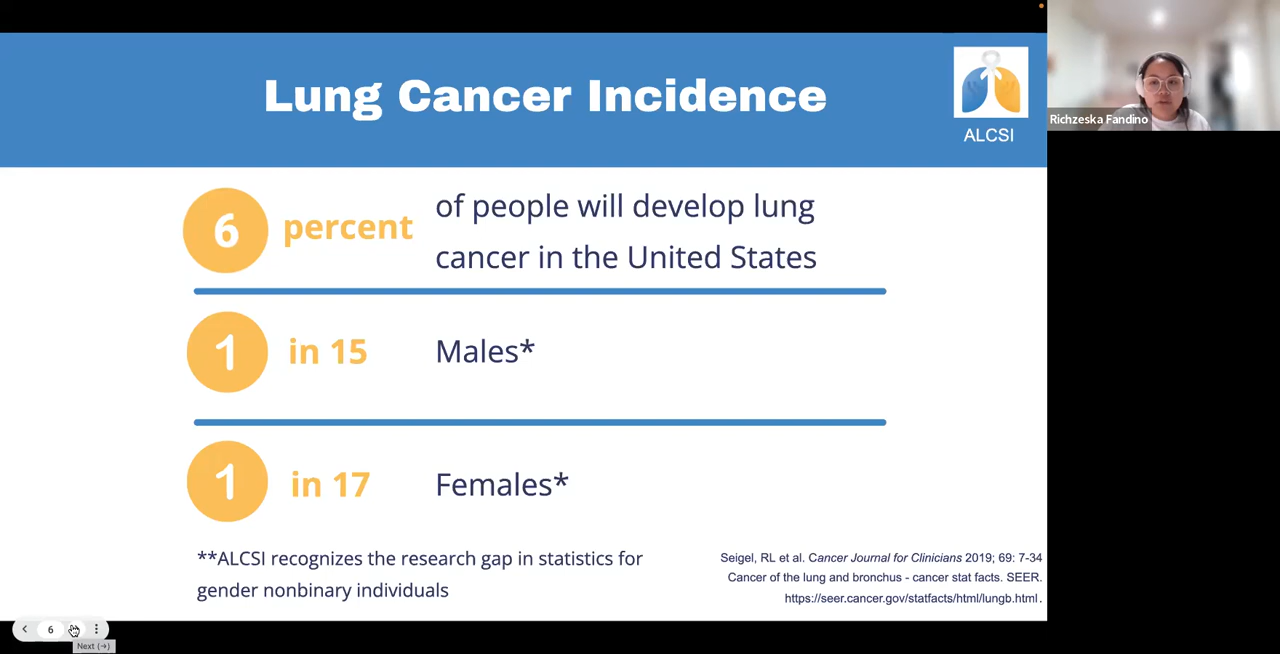 Lung Cancer Incidence
ALCSI
Richzeska Fandino
6 percent
of people will develop lung
cancer in the United States
1 in 15 Males*
1 in 17 Females*
**ALCSI recognizes the research gap in statistics for
gender nonbinary individuals
Seigel, RL et al. Cancer Journal for Clinicians 2019; 69: 7-34
Cancer of the lung and bronchus - cancer stat facts. SEER.
https://seer.cancer.gov/statfacts/html/lungb.html.
6
Next (→)